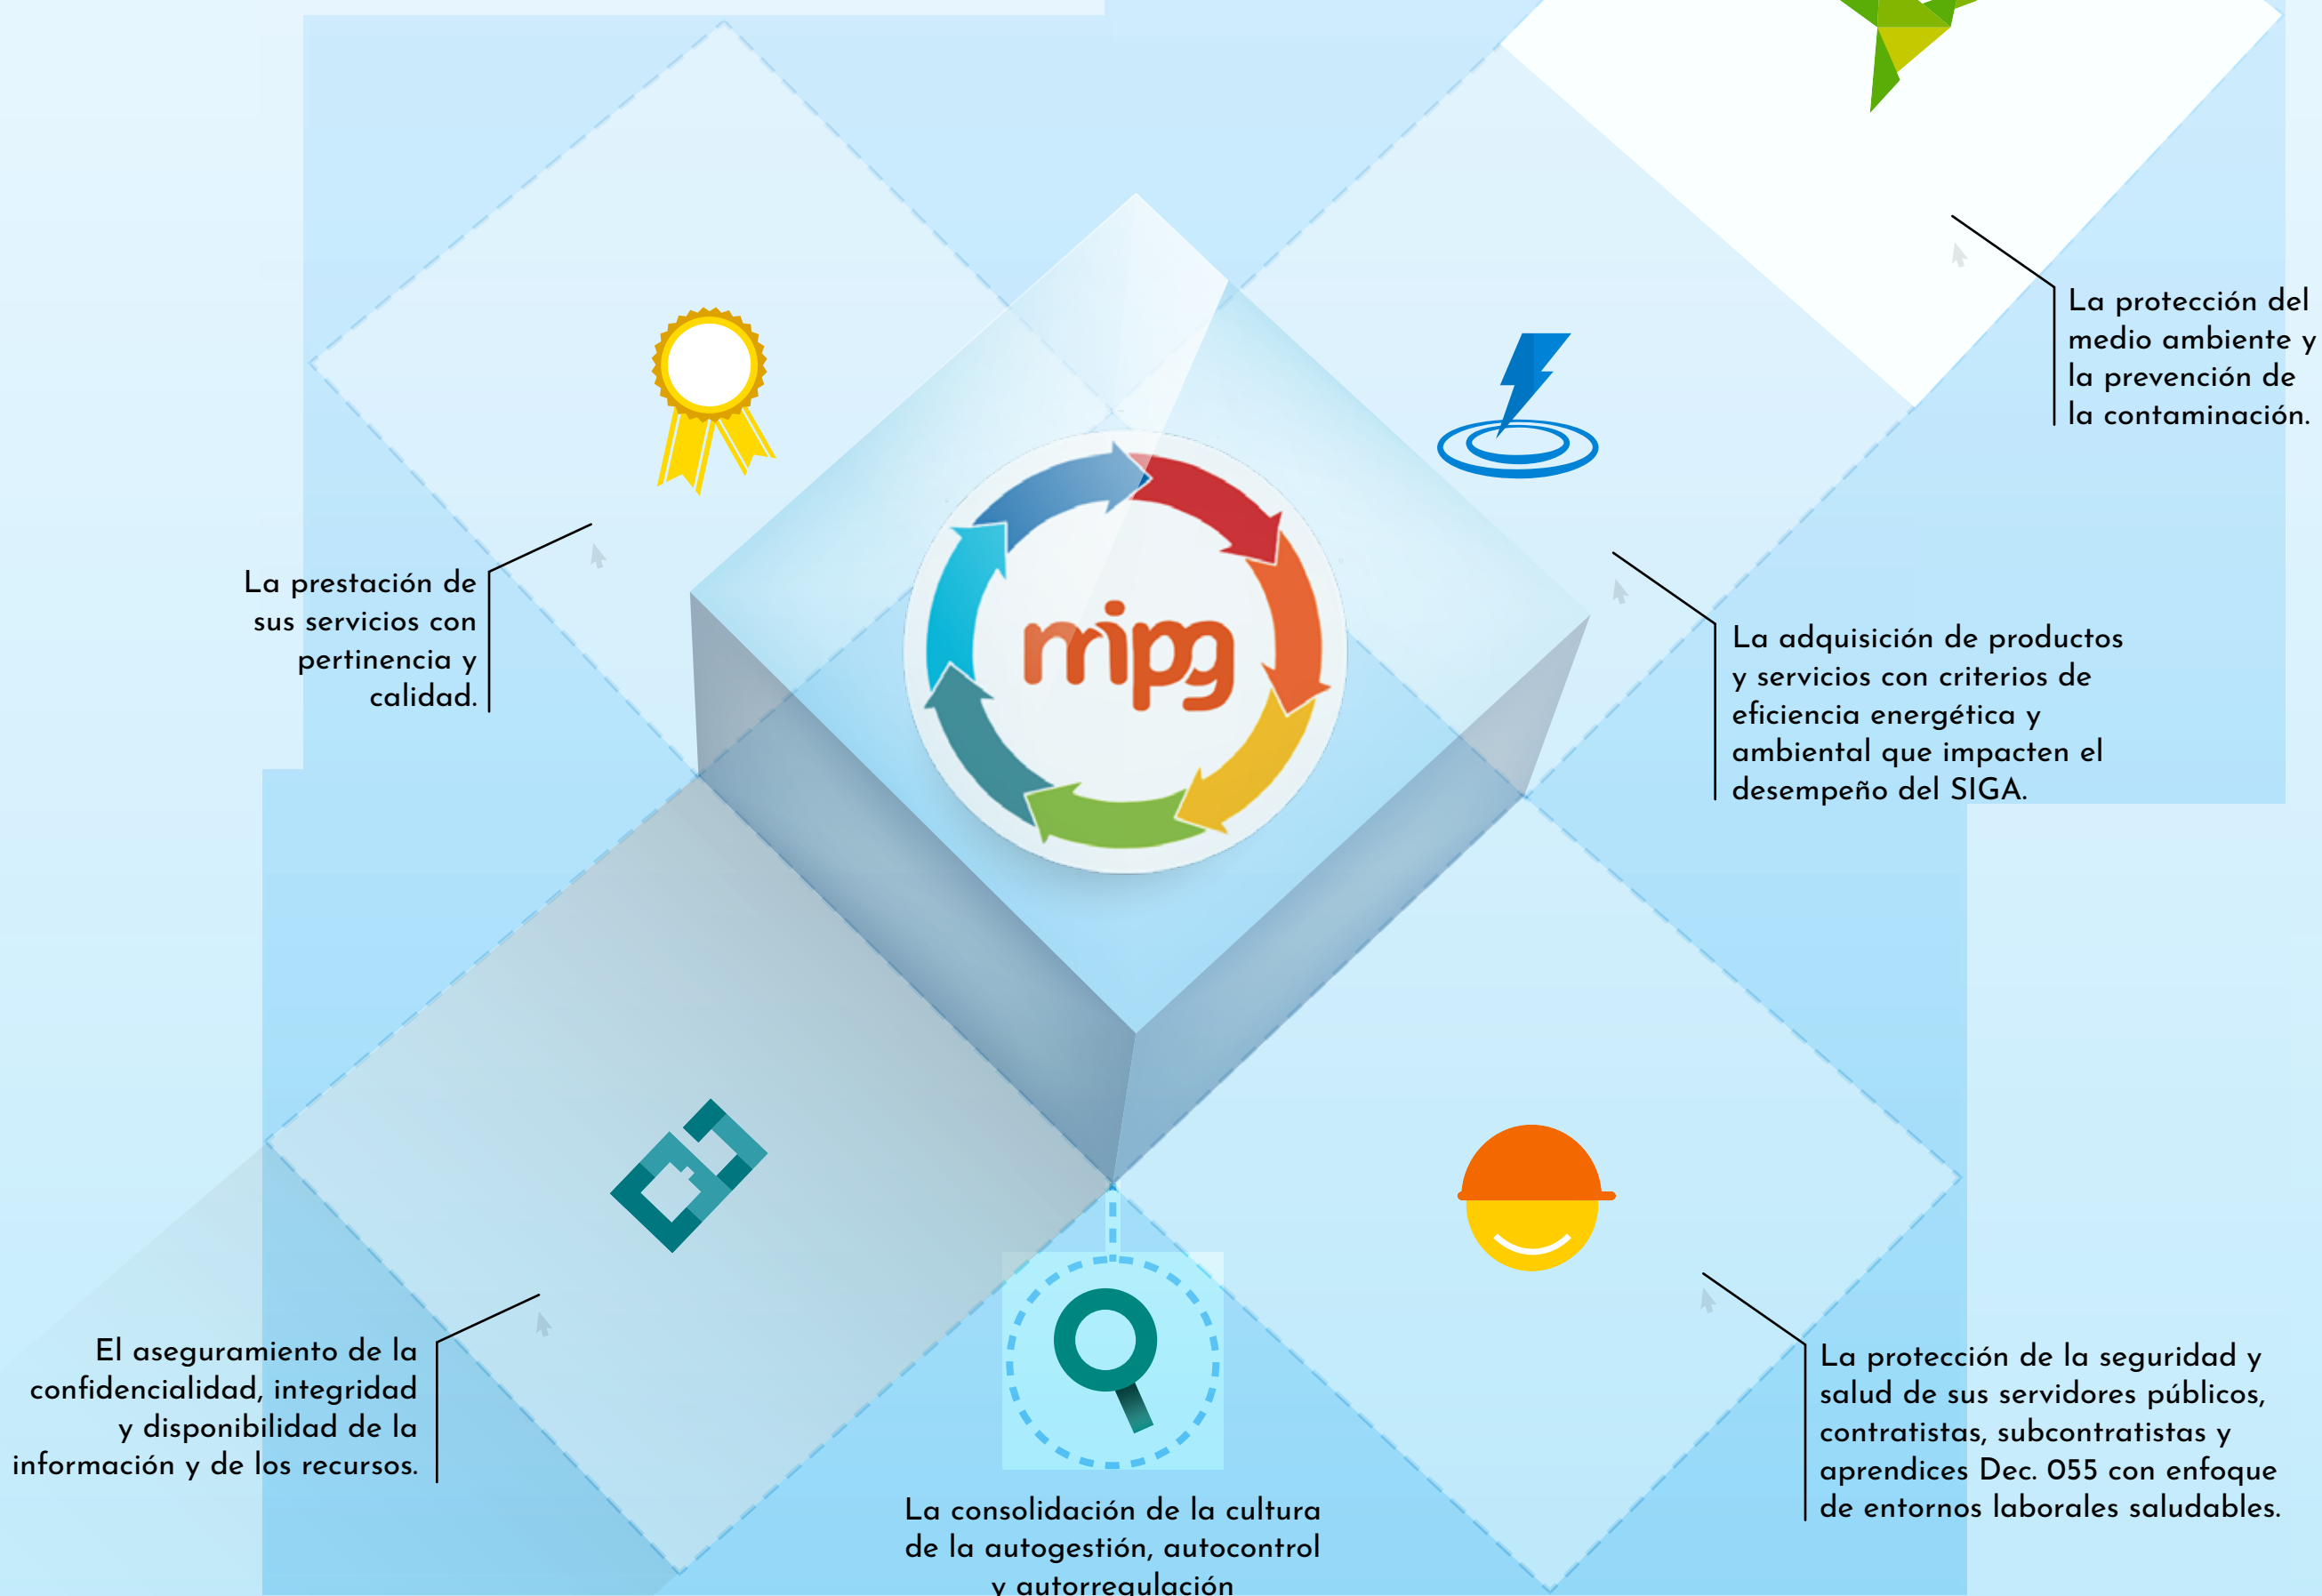 La protección del
medio ambiente y
la prevención de
la contaminación.
mipg
La prestación de
sus servicios con
pertinencia y
calidad.
La adquisición de productos
y servicios con criterios de
eficiencia energética y
ambiental que impacten el
desempeño del SIGA.
El aseguramiento de la
confidencialidad, integridad
y disponibilidad de la
información y de los recursos.
La protección de la seguridad y
salud de sus servidores públicos,
contratistas, subcontratistas y
aprendices Dec. 055 con enfoque
de entornos laborales saludables.
La consolidación de la cultura
de la autogestión, autocontrol
y autorregulación